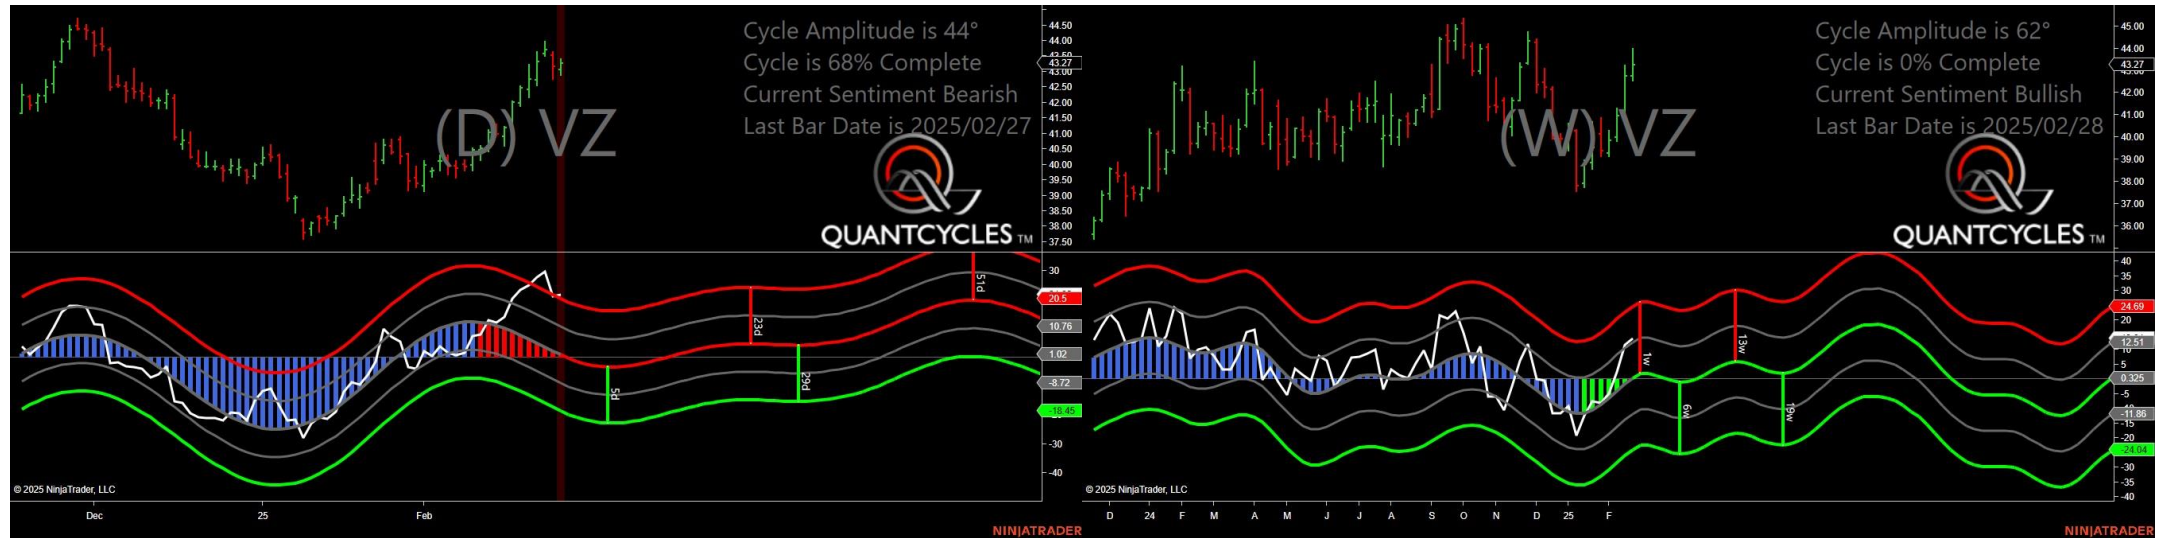 Cycle Amplitude is 44°
Cycle is 68% Complete
Current Sentiment Bearish
Last Bar Date is 2025/02/27
(D) VZ
QUANTCYCLES TM
44.50
44.00
43.50
43.27
43.00
42.50
42.00
41.50
41.00
40.50
40.00
39.50
39.00
38.50
38.00
37.50
30
20.5
10.76
1.02
-8.72
-18.45
-30
-40
5d
23d
29d
51d
© 2025 NinjaTrader, LLC
Dec
25
Feb
NINJATRADER
Cycle Amplitude is 62°
Cycle is 0% Complete
Current Sentiment Bullish
Last Bar Date is 2025/02/28
(W) VZ
QUANTCYCLES TM
45.00
44.00
43.27
43.00
42.00
41.00
40.00
39.00
38.00
37.00
36.00
40
35
30
24.69
20
12.51
10
5
0.325
-5
-11.86
-15
-20
-24.04
-30
-35
-40
1w
6w
13w
19w
© 2025 NinjaTrader, LLC
D
24
F
M
A
M
J
J
A
S
O
N
D
25
F
NINJATRADER